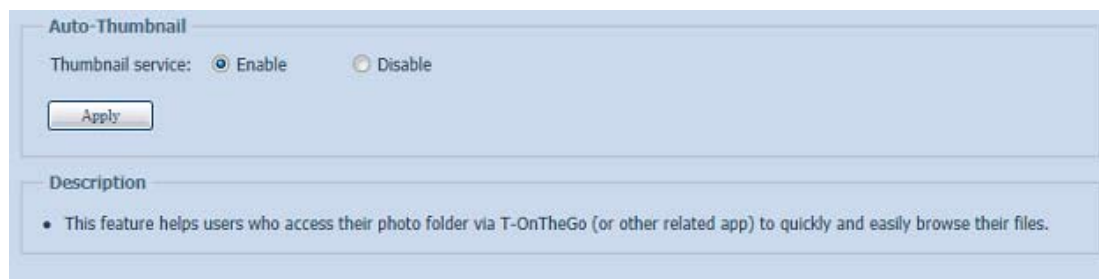 Auto-Thumbnail
Thumbnail service: Enable Disable
Apply
Description
• This feature helps users who access their photo folder via T-OnTheGo (or other related app) to quickly and easily browse their files.